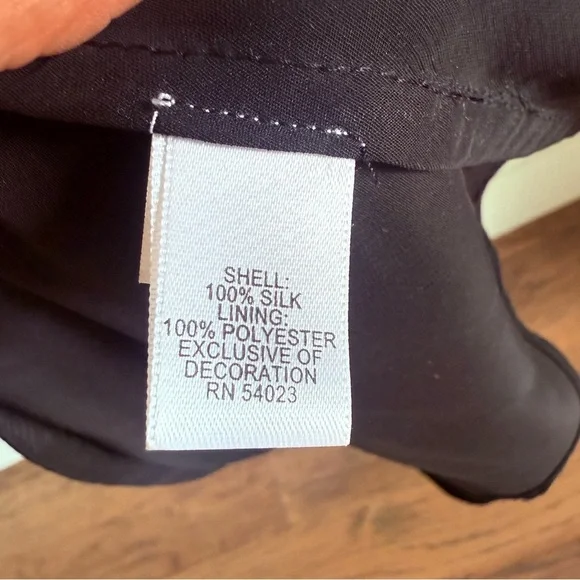 SHELL:
100% SILK
LINING:
100% POLYESTER
EXCLUSIVE OF
DECORATION
RN 54023